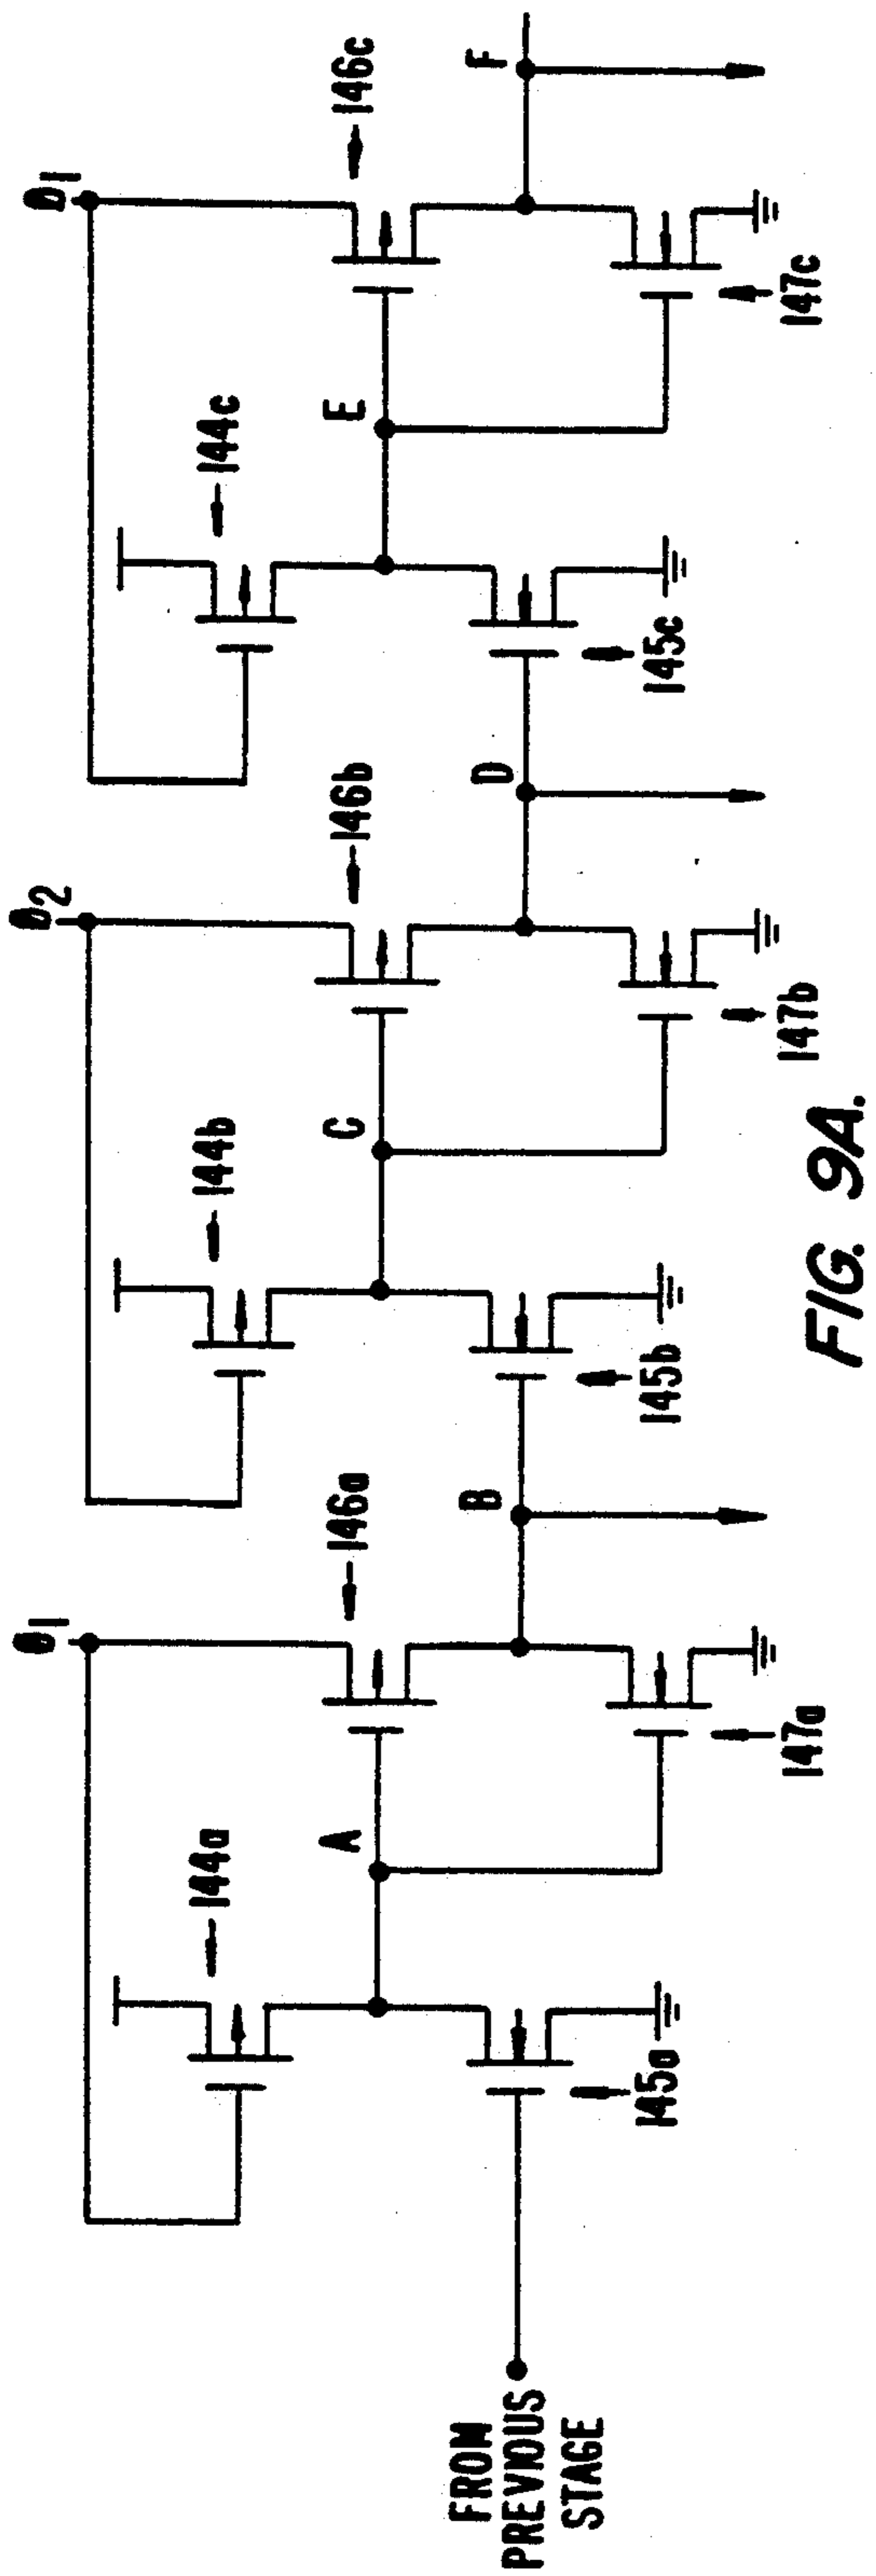 Ø1
Ø2
Ø1
144a
146a
144b
146b
144c
146c
A
B
C
D
E
F
145a
147a
145b
147b
145c
147c
FROM
PREVIOUS
STAGE
FIG. 9A.